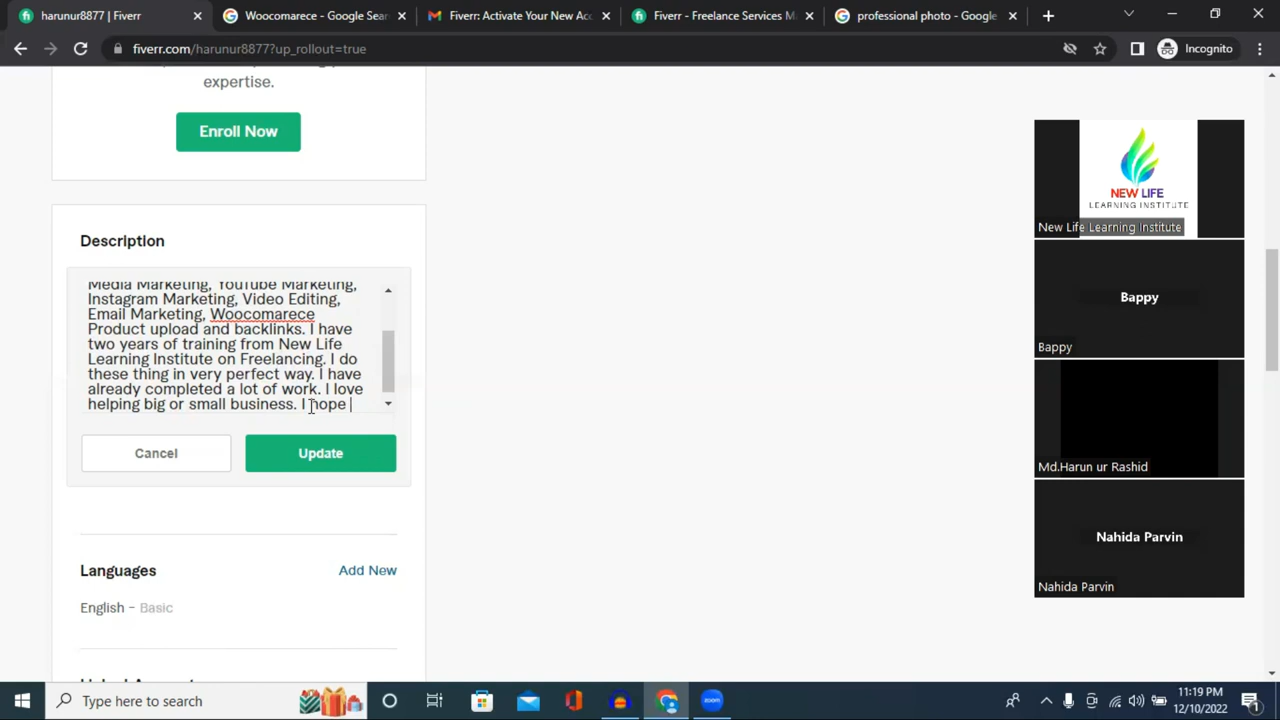 harunur8877 | Fiverr
Woocomarece - Google Sear
Fiverr: Activate Your New Acc
Fiverr - Freelance Services M
professional photo - Google
fiverr.com/harunur8877?up_rollout=true
Incognito
expertise.
Enroll Now
Description
Media Marketing, YouTube Marketing,
Instagram Marketing, Video Editing,
Email Marketing, Woocomarece
Product upload and backlinks. I have
two years of training from New Life
Learning Institute on Freelancing. I do
these thing in very perfect way. I have
already completed a lot of work. I love
helping big or small business. I hope
Cancel
Update
Languages
Add New
English - Basic
NEW LIFE
LEARNING INSTITUTE
New Life Learning Institute
Bappy
Bappy
Md.Harun ur Rashid
Nahida Parvin
Nahida Parvin
Type here to search
zoom
11:19 PM
12/10/2022
1